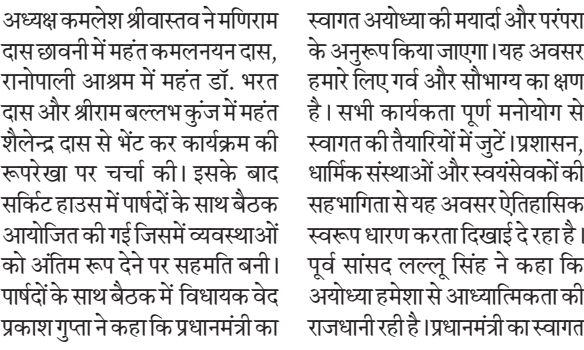 अध्यक्ष कमलेश श्रीवास्तव ने मणिराम
दास छावनी में महंत कमलनयन दास,
रानोपाली आश्रम में महंत डॉ. भरत
दास और श्रीराम बल्लभ कुंज में महंत
शैलेन्द्र दास से भेंट कर कार्यक्रम की
रूपरेखा पर चर्चा की। इसके बाद
सर्किट हाउस में पार्षदों के साथ बैठक
आयोजित की गई जिसमें व्यवस्थाओं
को अंतिम रूप देने पर सहमति बनी।
पार्षदों के साथ बैठक में विधायक वेद
प्रकाश गुप्ता ने कहा कि प्रधानमंत्री का
स्वागत अयोध्या की मयार्दा और परंपरा
के अनुरूप किया जाएगा।यह अवसर
हमारे लिए गर्व और सौभाग्य का क्षण
है। सभी कार्यकता पूर्ण मनोयोग से
स्वागत की तैयारियों में जुटें।प्रशासन,
धार्मिक संस्थाओं और स्वयंसेवकों की
सहभागिता से यह अवसर ऐतिहासिक
स्वरूप धारण करता दिखाई दे रहा है।
पूर्व सांसद लल्लू सिंह ने कहा कि
अयोध्या हमेशा से आध्यात्मिकता की
राजधानी रही है।प्रधानमंत्री का स्वागत